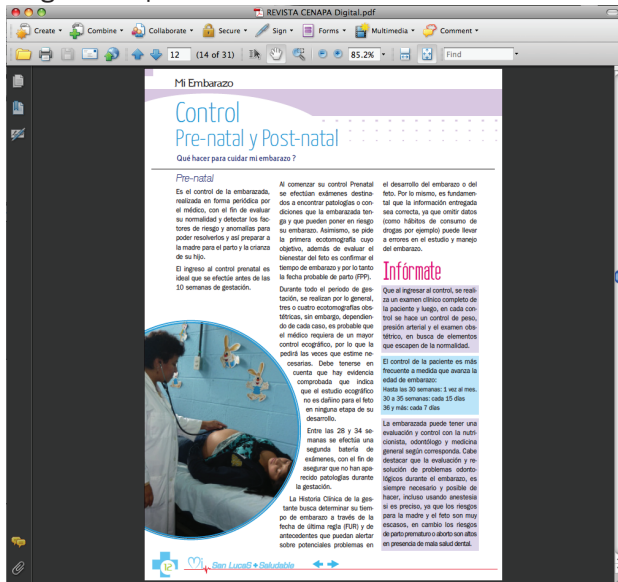 REVISTA CENAPA Digital.pdf
Create Combine Collaborate Secure Sign Forms Multimedia Comment
12 (14 of 31) 85.2% Find
Mi Embarazo
Control
Pre-natal y Post-natal
Qué hacer para cuidar mi embarazo ?
Pre-natal
Es el control de la embarazada,
realizada en forma periódica por
el médico, con el fin de evaluar
su normalidad y detectar los fac-
tores de riesgo y anomalías para
poder resolverlos y así preparar a
la madre para el parto y la crianza
de su hijo.
El ingreso al control prenatal es
ideal que se efectúe antes de las
10 semanas de gestación.
Al comenzar su control Prenatal
se efectúan exámenes destina-
dos a encontrar patologías o con-
diciones que la embarazada ten-
ga y que pueden poner en riesgo
su embarazo. Asimismo, se pide
la primera ecotomografía cuyo
objetivo, además de evaluar el
bienestar del feto es confirmar el
tiempo de embarazo y por lo tanto
la fecha probable de parto (FPP).
Durante todo el periodo de ges-
tación, se realizan por lo general,
tres o cuatro ecotomografías obs-
tétricas, sin embargo, dependien-
do de cada caso, es probable que
el médico requiera de un mayor
control ecográfico, por lo que la
pedirá las veces que estime ne-
cesarias. Debe tenerse en
cuenta que hay evidencia
comprobada que indica
que el estudio ecográfico
no es dañino para el feto
en ninguna etapa de su
desarrollo.
Entre las 28 y 34 se-
manas se efectúa una
segunda batería de
exámenes, con el fin de
asegurar que no han apa-
recido patologías durante
la gestación.
La Historia Clínica de la ges-
tante busca determinar su tiem-
po de embarazo a través de la
fecha de última regla (FUR) y de
antecedentes que puedan alertar
sobre potenciales problemas en
el desarrollo del embarazo o del
feto. Por lo mismo, es fundamen-
tal que la información entregada
sea correcta, ya que omitir datos
(como hábitos de consumo de
drogas por ejemplo) puede llevar
a errores en el estudio y manejo
del embarazo.
Infórmate
Que al ingresar al control, se reali-
za un examen clínico completo de
la paciente y luego, en cada con-
trol se hace un control de peso,
presión arterial y el examen obs-
tétrico, en busca de elementos
que escapen de la normalidad.
El control de la paciente es más
frecuente a medida que avanza la
edad de embarazo:
Hasta las 30 semanas: 1 vez al mes.
30 a 35 semanas: cada 15 días
36 y más: cada 7 días
La embarazada puede tener una
evaluación y control con la nutri-
cionista, odontólogo y medicina
general según corresponda. Cabe
destacar que la evaluación y re-
solución de problemas odonto-
lógicos durante el embarazo, es
siempre necesario y posible de
hacer, incluso usando anestesia
si es preciso, ya que los riesgos
para la madre y el feto son muy
escasos, en cambio los riesgos
de parto prematuro o aborto son altos
en presencia de mala salud dental.
12 Mi San LucaS Saludable